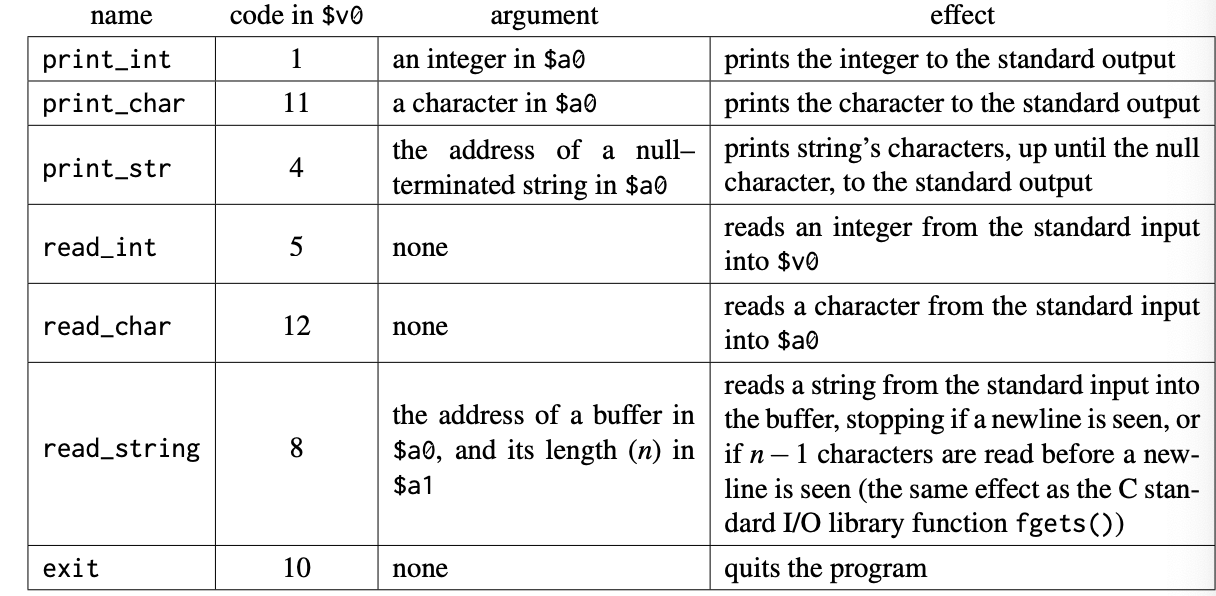 name code in $v0 argument effect
print_int 1 an integer in $a0 prints the integer to the standard output
print_char 11 a character in $a0 prints the character to the standard output
print_str 4 the address of a null–
terminated string in $a0 prints string's characters, up until the null
character, to the standard output
read_int 5 none reads an integer from the standard input
into $v0
read_char 12 none reads a character from the standard input
into $a0
read_string 8 the address of a buffer in
$a0, and its length (n) in
$a1 reads a string from the standard input into
the buffer, stopping if a newline is seen, or
if n – 1 characters are read before a new-
line is seen (the same effect as the C stan-
dard I/O library function fgets())
exit 10 none quits the program